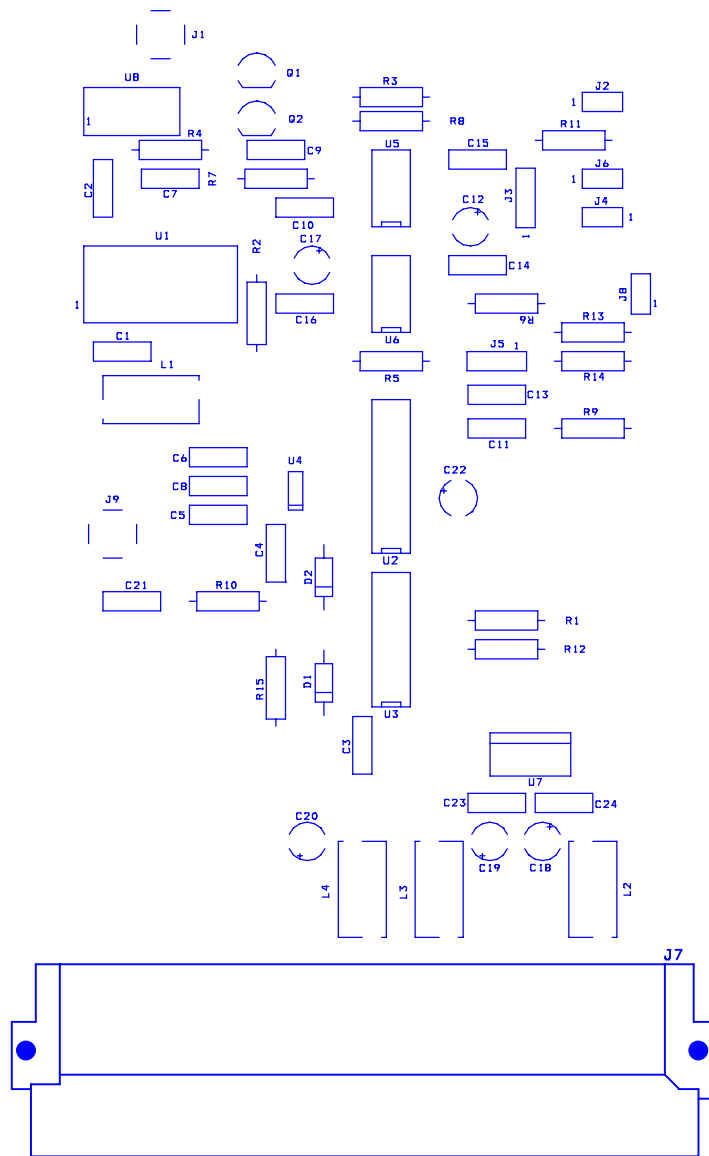 J1
Q1
U8
R3
J2
1
1
Q2
R8
R11
R4
C9
U5
C15
C2
C7
R7
J6
1
J3
C12
+
J4
1
C10
U1
R2
C17
+
1
C14
J8
1
1
C16
R6
R13
C1
U6
J5
1
L1
R5
R14
C13
R9
C6
C11
U4
C22
+
C8
J9
C5
C4
U2
D2
C21
R10
R1
R12
D1
R15
U3
C3
U7
C23
C24
C20
+
+
C19
+
C18
L4
L3
L2
J7